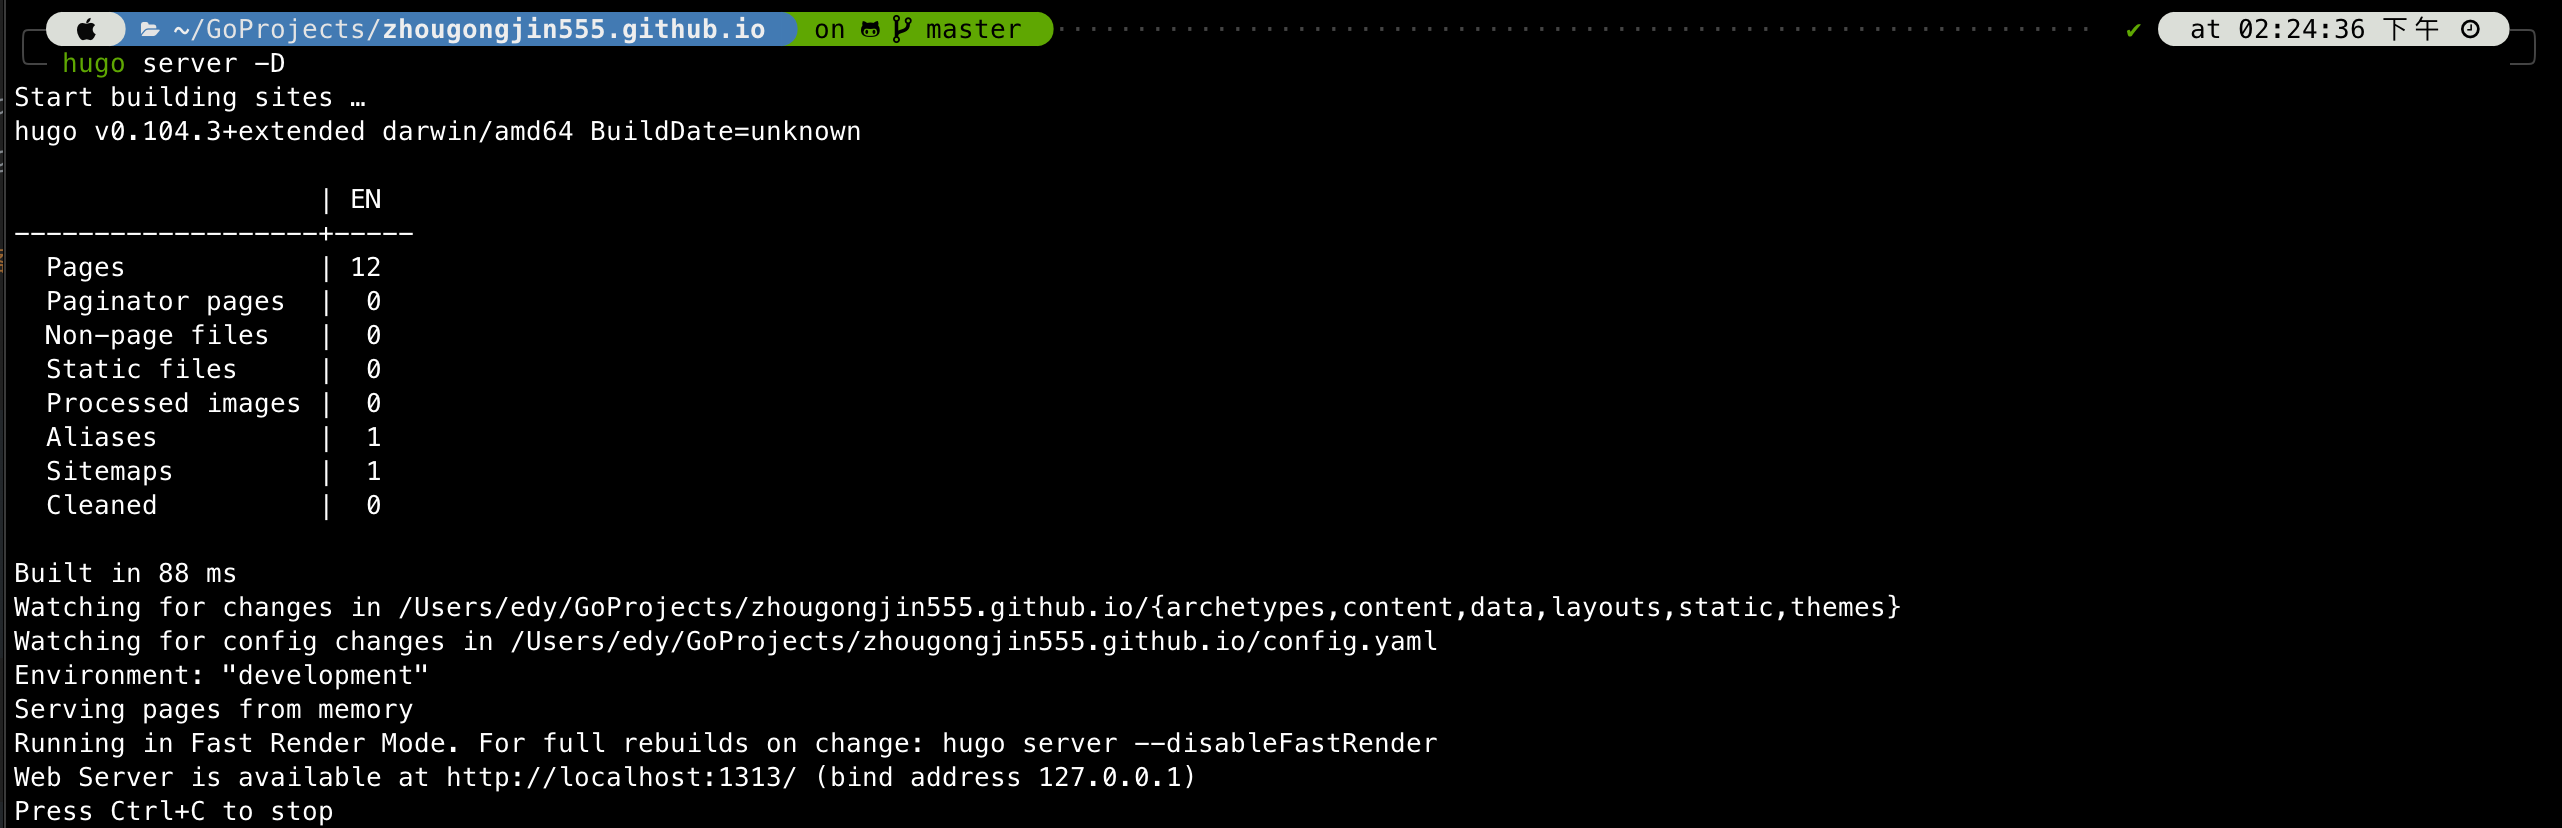 ~/GoProjects/zhougongjin555.github.io on master ✔ at 02:24:36 下午
hugo server -D
Start building sites …
hugo v0.104.3+extended darwin/amd64 BuildDate=unknown
| EN
-------------------+-----
Pages | 12
Paginator pages | 0
Non-page files | 0
Static files | 0
Processed images | 0
Aliases | 1
Sitemaps | 1
Cleaned | 0
Built in 88 ms
Watching for changes in /Users/edy/GoProjects/zhougongjin555.github.io/{archetypes,content,data,layouts,static,themes}
Watching for config changes in /Users/edy/GoProjects/zhougongjin555.github.io/config.yaml
Environment: "development"
Serving pages from memory
Running in Fast Render Mode. For full rebuilds on change: hugo server --disableFastRender
Web Server is available at http://localhost:1313/ (bind address 127.0.0.1)
Press Ctrl+C to stop